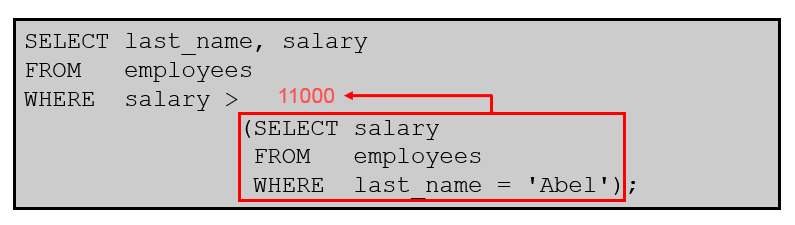 SELECT last_name, salary
FROM employees
WHERE salary > 11000
(SELECT salary
FROM employees
WHERE last_name = 'Abel');